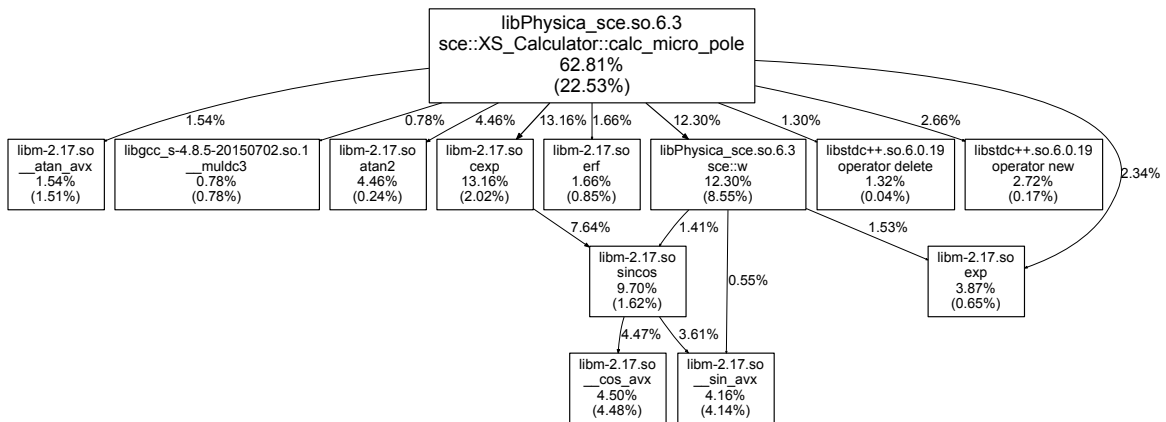 libPhysica_sce.so.6.3
sce::XS_Calculator::calc_micro_pole
62.81%
(22.53%)
1.54%
0.78%
4.46%
13.16%
1.66%
12.30%
1.30%
2.66%
2.34%
libm-2.17.so
__atan_avx
1.54%
(1.51%)
libgcc_s-4.8.5-20150702.so.1
__muldc3
0.78%
(0.78%)
libm-2.17.so
atan2
4.46%
(0.24%)
libm-2.17.so
cexp
13.16%
(2.02%)
libm-2.17.so
erf
1.66%
(0.85%)
libPhysica_sce.so.6.3
sce::w
12.30%
(8.55%)
libstdc++.so.6.0.19
operator delete
1.32%
(0.04%)
libstdc++.so.6.0.19
operator new
2.72%
(0.17%)
7.64%
1.41%
0.55%
1.53%
libm-2.17.so
sincos
9.70%
(1.62%)
libm-2.17.so
exp
3.87%
(0.65%)
4.47%
3.61%
libm-2.17.so
__cos_avx
4.50%
(4.48%)
libm-2.17.so
__sin_avx
4.16%
(4.14%)